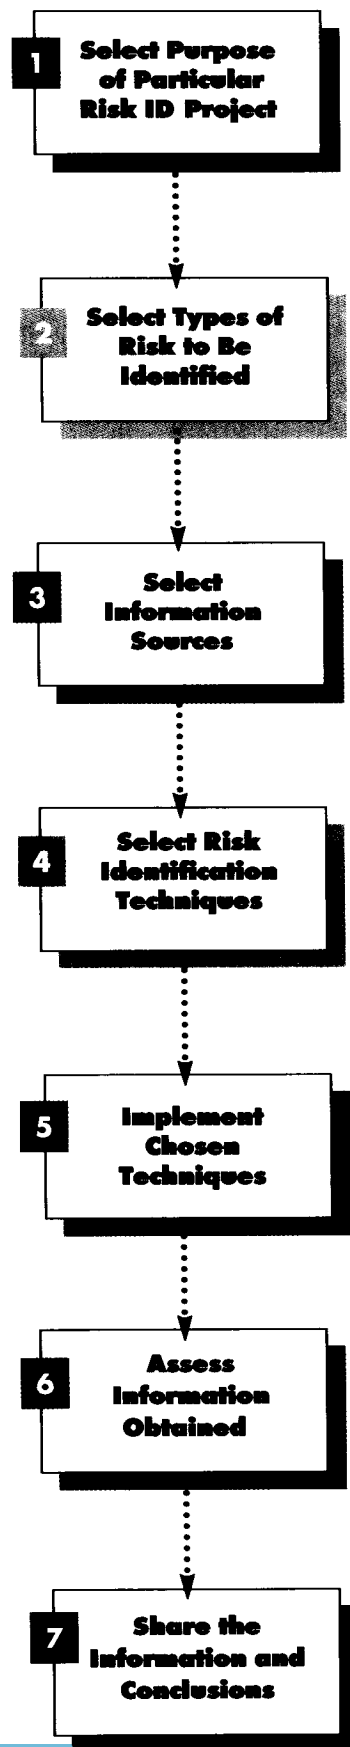 1
Select Purpose
of Particular
Risk ID Project
2
Select Types of
Risk to Be
Identified
3
Select
Information
Sources
4
Select Risk
Identification
Techniques
5
Implement
Chosen
Techniques
6
Assess
Information
Obtained
7
Share the
Information and
Conclusions